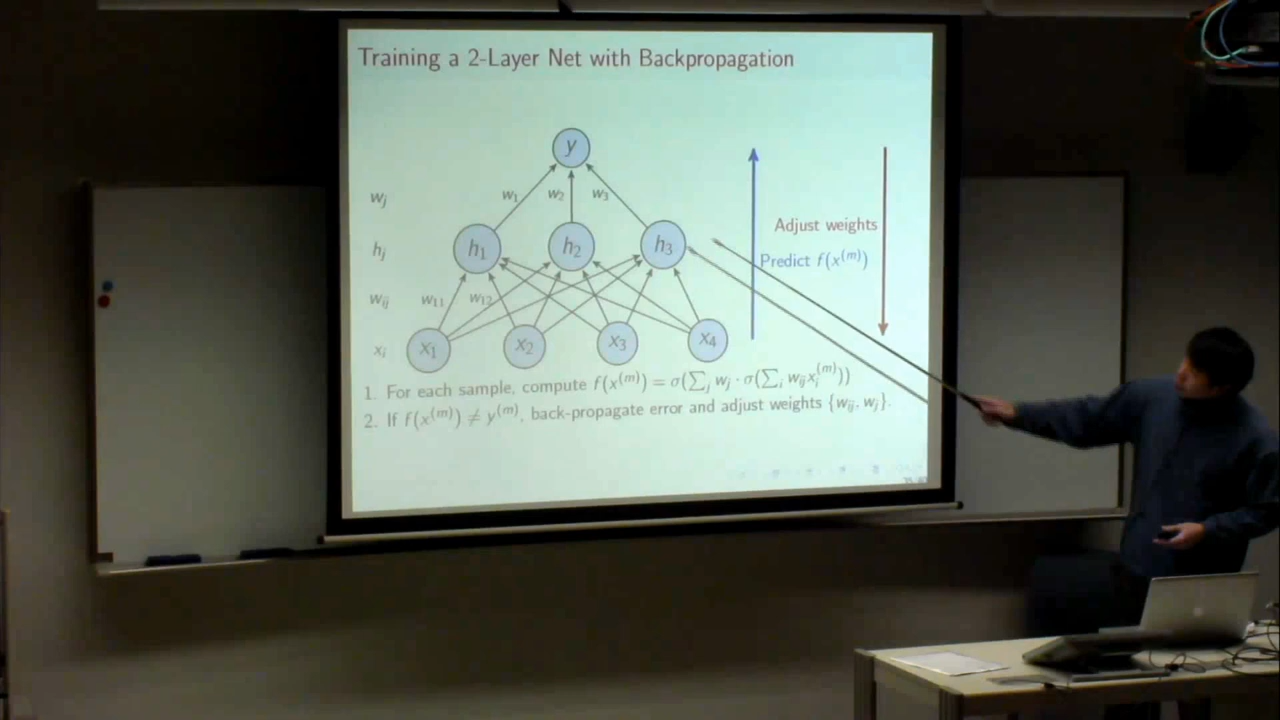 Training a 2-Layer Net with Backpropagation
y
w_j w_1 w_2 w_3
Adjust weights
h_j h_1 h_2 h_3
Predict f(x^(m))
w_ij w_11 w_12
x_i x_1 x_2 x_3 x_4
1. For each sample, compute f(x^(m)) = σ(∑_j w_j · σ(∑_i w_ij x_i^(m)))
2. If f(x^(m)) ≠ y^(m), back-propagate error and adjust weights {w_ij, w_j}.